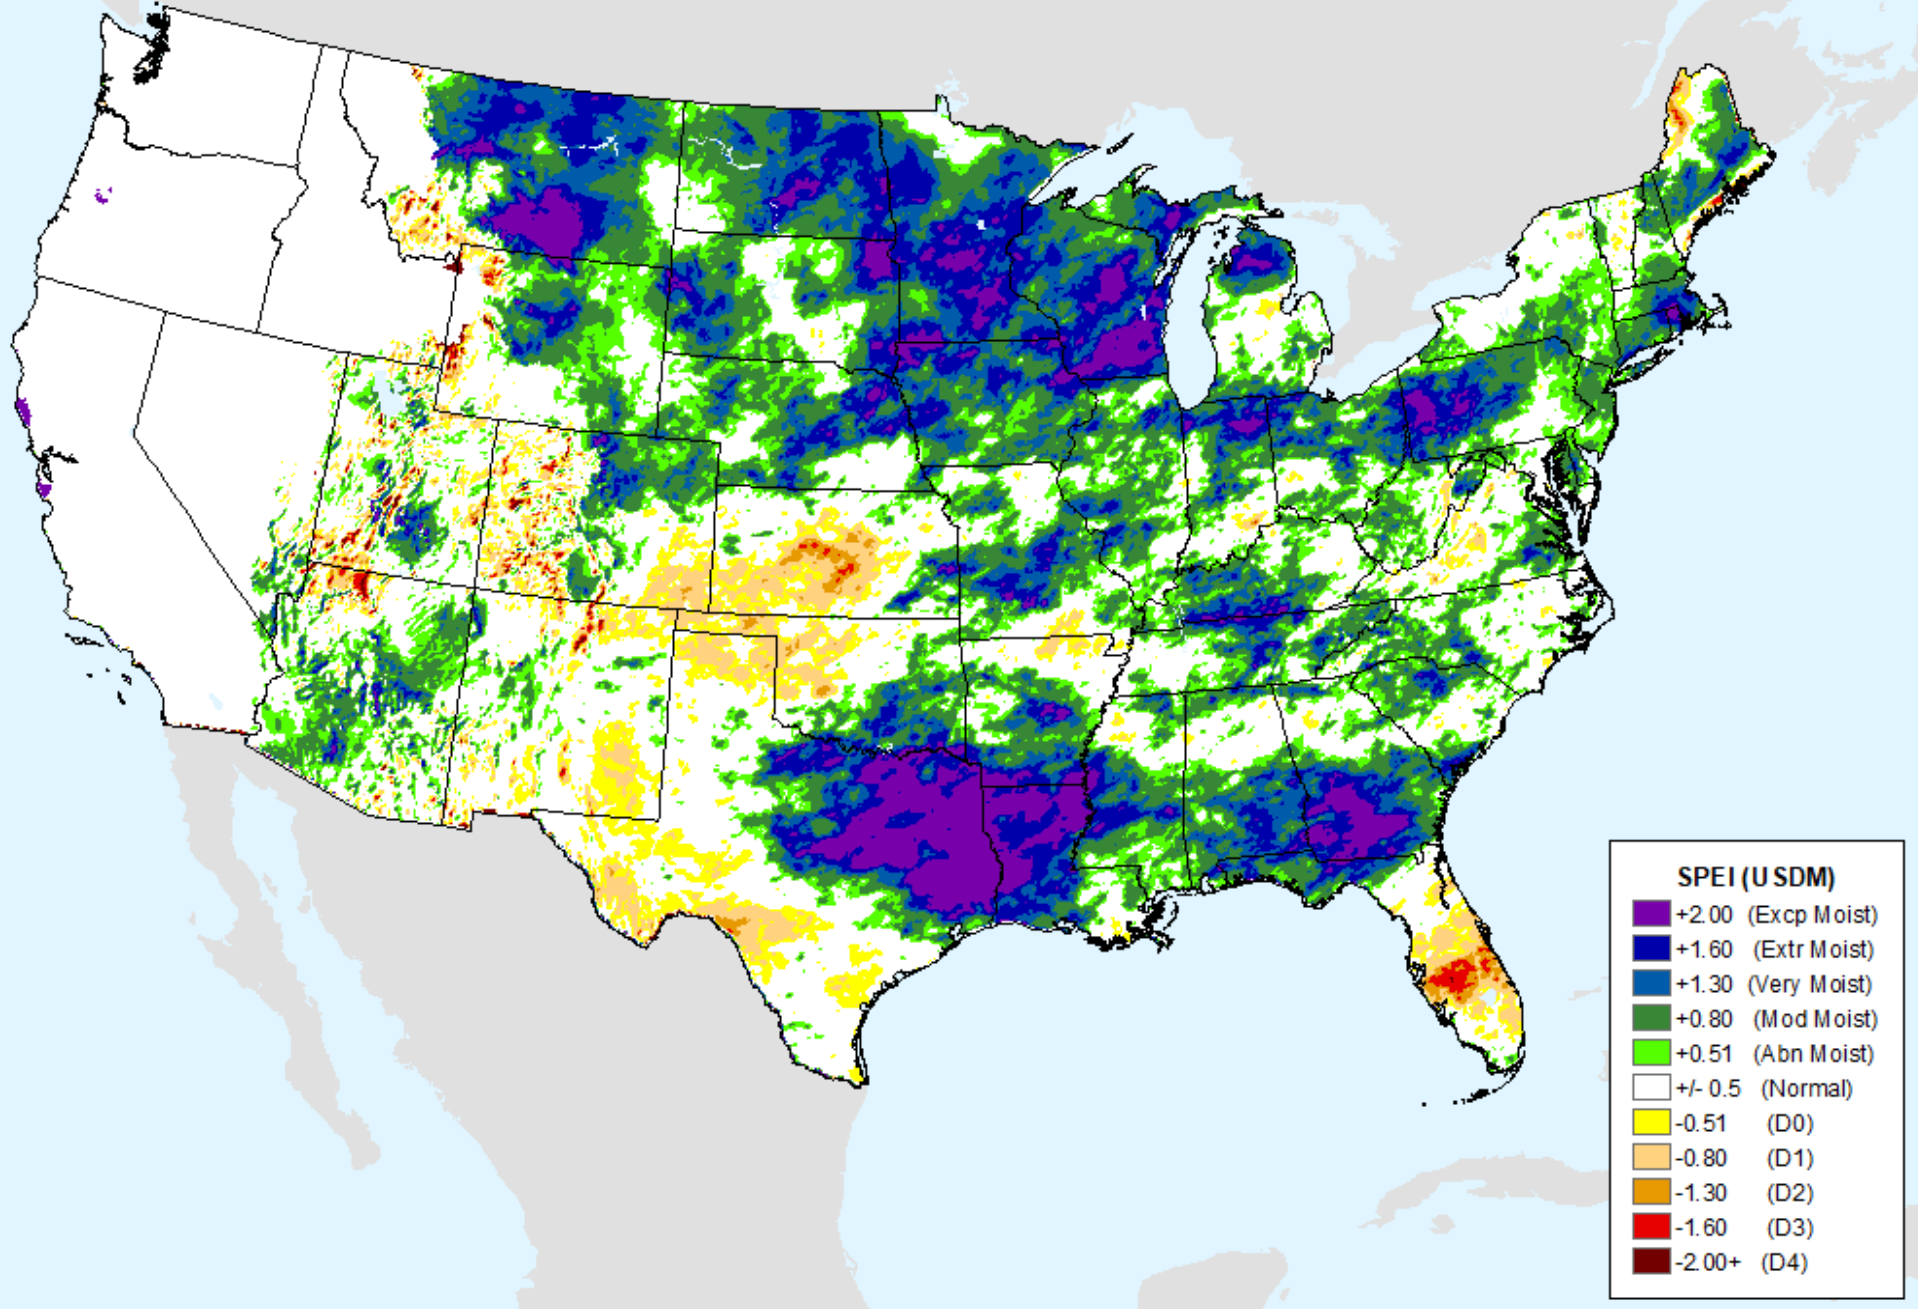 SPEI (USDM)
+2.00 (Excp Moist)
+1.60 (Extr Moist)
+1.30 (Very Moist)
+0.80 (Mod Moist)
+0.51 (Abn Moist)
+/- 0.5 (Normal)
-0.51 (D0)
-0.80 (D1)
-1.30 (D2)
-1.60 (D3)
-2.00+ (D4)